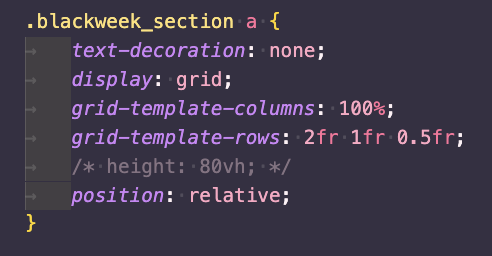 .blackweek_section a {
text-decoration: none;
display: grid;
grid-template-columns: 100%;
grid-template-rows: 2fr 1fr 0.5fr;
/* height: 80vh; */
position: relative;
}